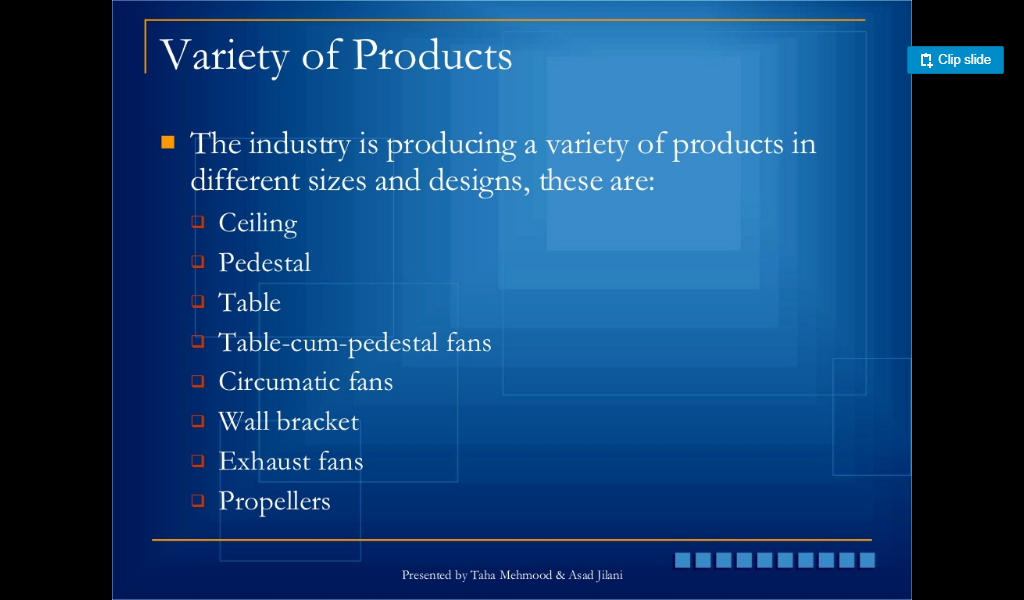 Variety of Products
Clip slide
The industry is producing a variety of products in
different sizes and designs, these are:
Ceiling
Pedestal
Table
Table-cum-pedestal fans
Circumatic fans
Wall bracket
Exhaust fans
Propellers
Presented by Taha Mehmood & Asad Jilani